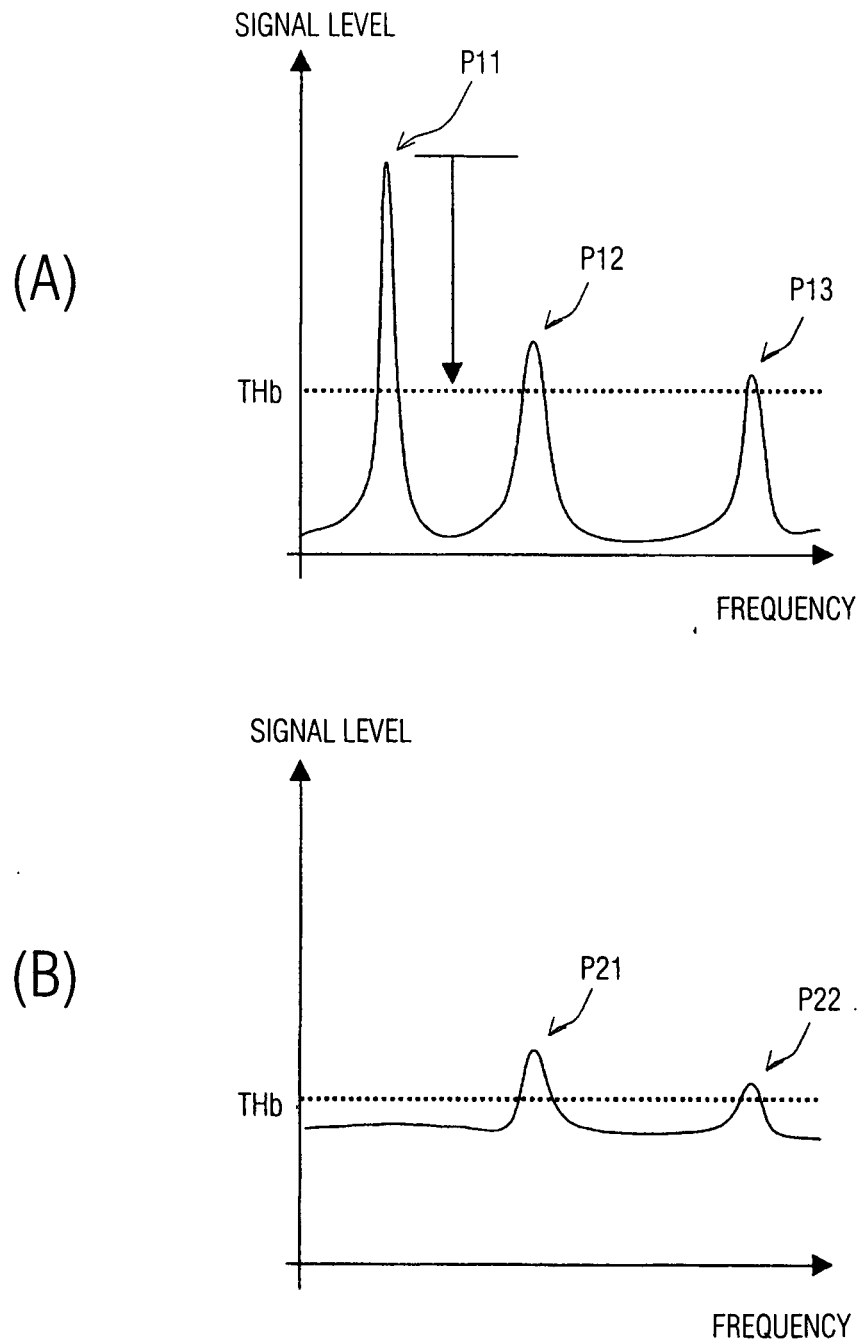 SIGNAL LEVEL
P11
(A)
P12
P13
THb
FREQUENCY
SIGNAL LEVEL
(B)
P21
P22
THb
FREQUENCY